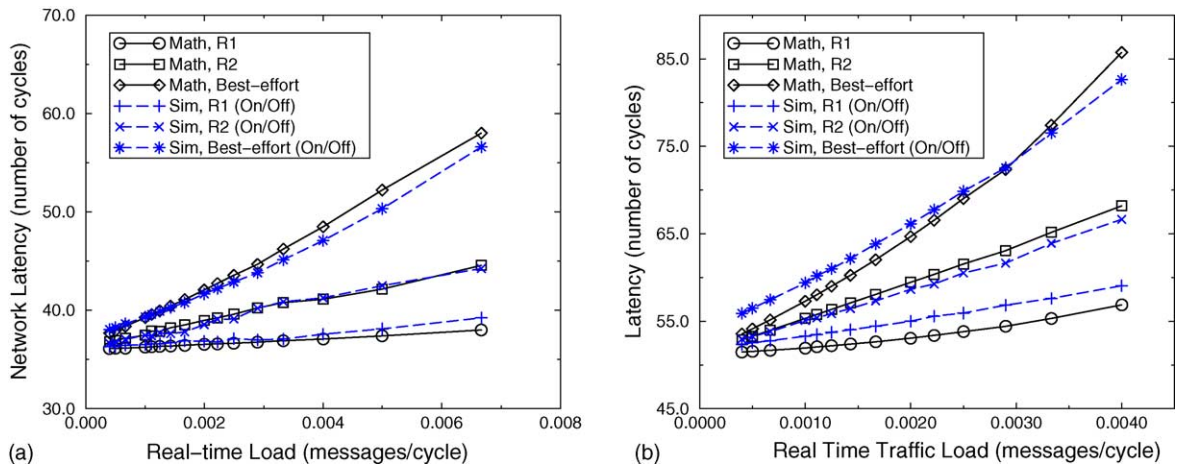 70.0
60.0
50.0
40.0
30.0
Network Latency (number of cycles)
Math, R1
Math, R2
Math, Best−effort
Sim, R1 (On/Off)
Sim, R2 (On/Off)
Sim, Best−effort (On/Off)
0.000 0.002 0.004 0.006 0.008
(a) Real−time Load (messages/cycle)
85.0
75.0
65.0
55.0
45.0
Latency (number of cycles)
Math, R1
Math, R2
Math, Best−effort
Sim, R1 (On/Off)
Sim, R2 (On/Off)
Sim, Best−effort (On/Off)
0.0000 0.0010 0.0020 0.0030 0.0040
(b) Real Time Traffic Load (messages/cycle)